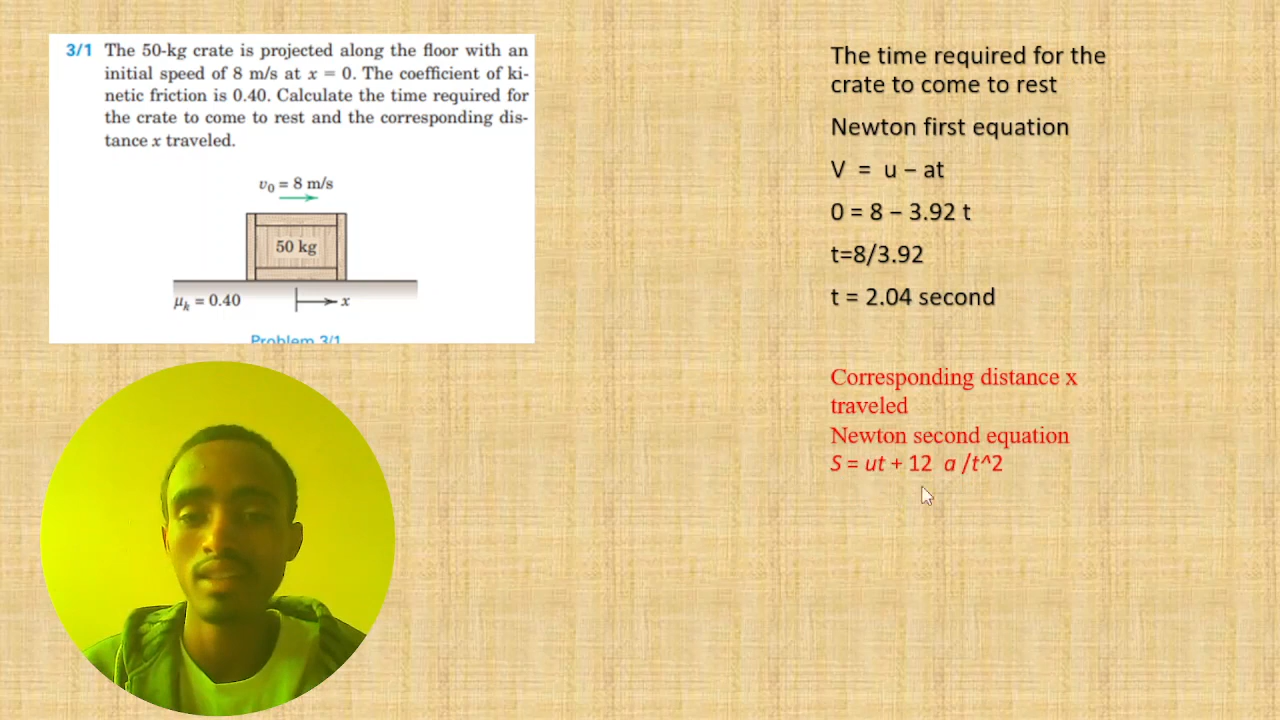 3/1 The 50-kg crate is projected along the floor with an
initial speed of 8 m/s at x = 0. The coefficient of ki-
netic friction is 0.40. Calculate the time required for
the crate to come to rest and the corresponding dis-
tance x traveled.
v₀ = 8 m/s
50 kg
μₖ = 0.40
x
Problem 3/1
The time required for the
crate to come to rest
Newton first equation
V = u – at
0 = 8 – 3.92 t
t=8/3.92
t = 2.04 second
Corresponding distance x
traveled
Newton second equation
S = ut + 12 a /t^2